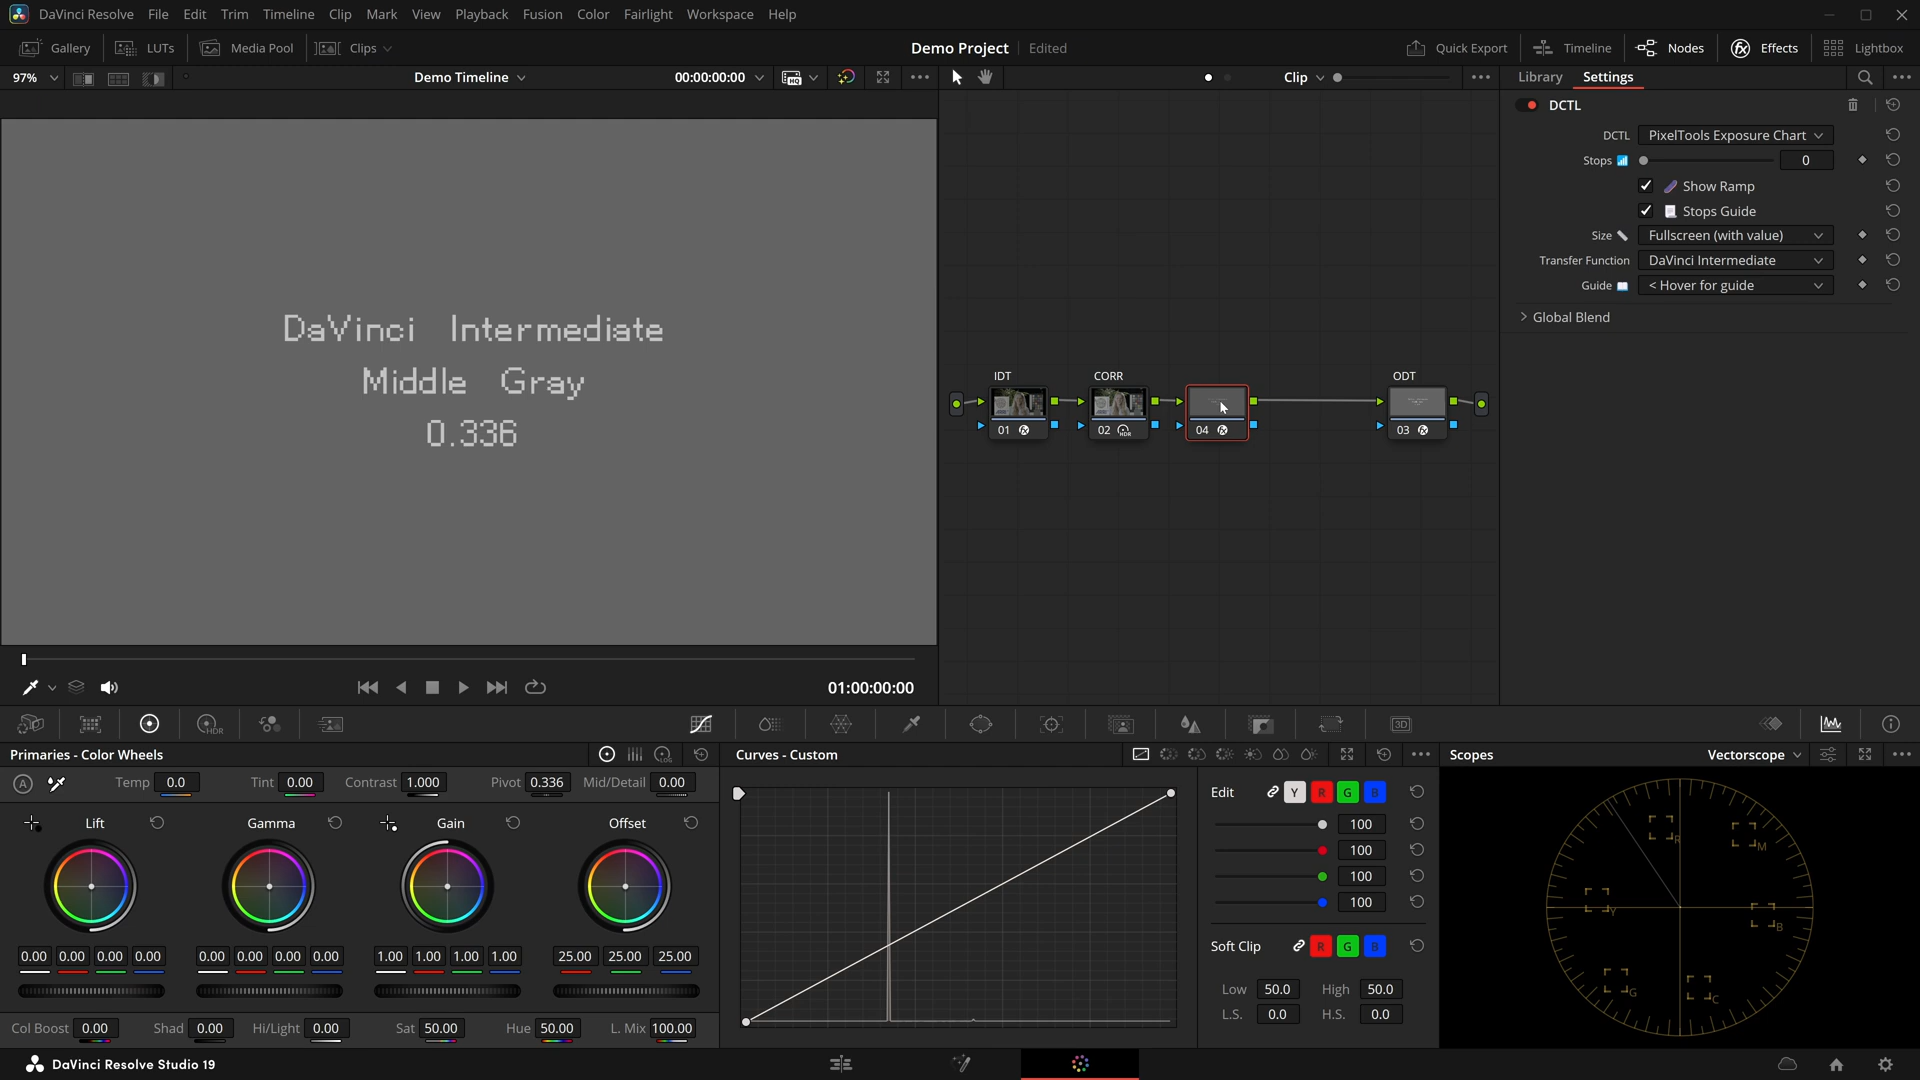 DaVinci Resolve File Edit Trim Timeline Clip Mark View Playback Fusion Color Fairlight Workspace Help
Gallery LUTs Media Pool Clips Demo Project Edited Quick Export Timeline Nodes Effects Lightbox
97% Demo Timeline 00:00:00:00 Clip Library Settings
DCTL
DCTL PixelTools Exposure Chart
Stops 0
Show Ramp
Stops Guide
Size Fullscreen (with value)
Transfer Function DaVinci Intermediate
Guide < Hover for guide
Global Blend
DaVinci Intermediate
Middle Gray
0.336
IDT CORR ODT
01 02 HDR 04 03
01:00:00:00
HDR 3D
Primaries - Color Wheels LOG Curves - Custom Scopes Vectorscope
A Temp 0.0 Tint 0.00 Contrast 1.000 Pivot 0.336 Mid/Detail 0.00
Lift Gamma Gain Offset
0.00 0.00 0.00 0.00 0.00 0.00 0.00 0.00 1.00 1.00 1.00 1.00 25.00 25.00 25.00
Col Boost 0.00 Shad 0.00 Hi/Light 0.00 Sat 50.00 Hue 50.00 L. Mix 100.00
Edit Y R G B
100
100
100
100
Soft Clip R G B
Low 50.0 High 50.0
L.S. 0.0 H.S. 0.0
R M
Y B
G C
DaVinci Resolve Studio 19